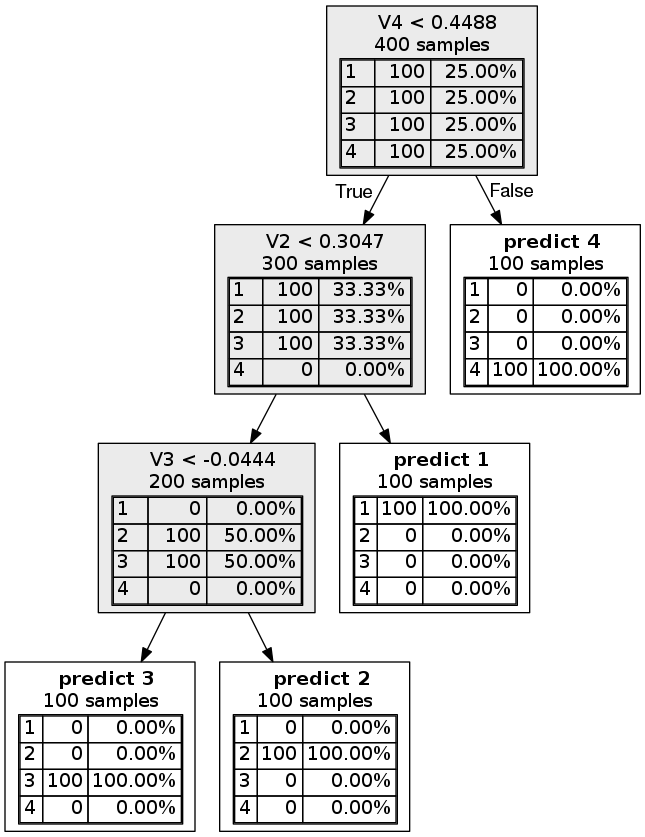 V4 < 0.4488
400 samples
1 100 25.00%
2 100 25.00%
3 100 25.00%
4 100 25.00%
True
False
V2 < 0.3047
300 samples
1 100 33.33%
2 100 33.33%
3 100 33.33%
4 0 0.00%
predict 4
100 samples
1 0 0.00%
2 0 0.00%
3 0 0.00%
4 100 100.00%
V3 < -0.0444
200 samples
1 0 0.00%
2 100 50.00%
3 100 50.00%
4 0 0.00%
predict 1
100 samples
1 100 100.00%
2 0 0.00%
3 0 0.00%
4 0 0.00%
predict 3
100 samples
1 0 0.00%
2 0 0.00%
3 100 100.00%
4 0 0.00%
predict 2
100 samples
1 0 0.00%
2 100 100.00%
3 0 0.00%
4 0 0.00%